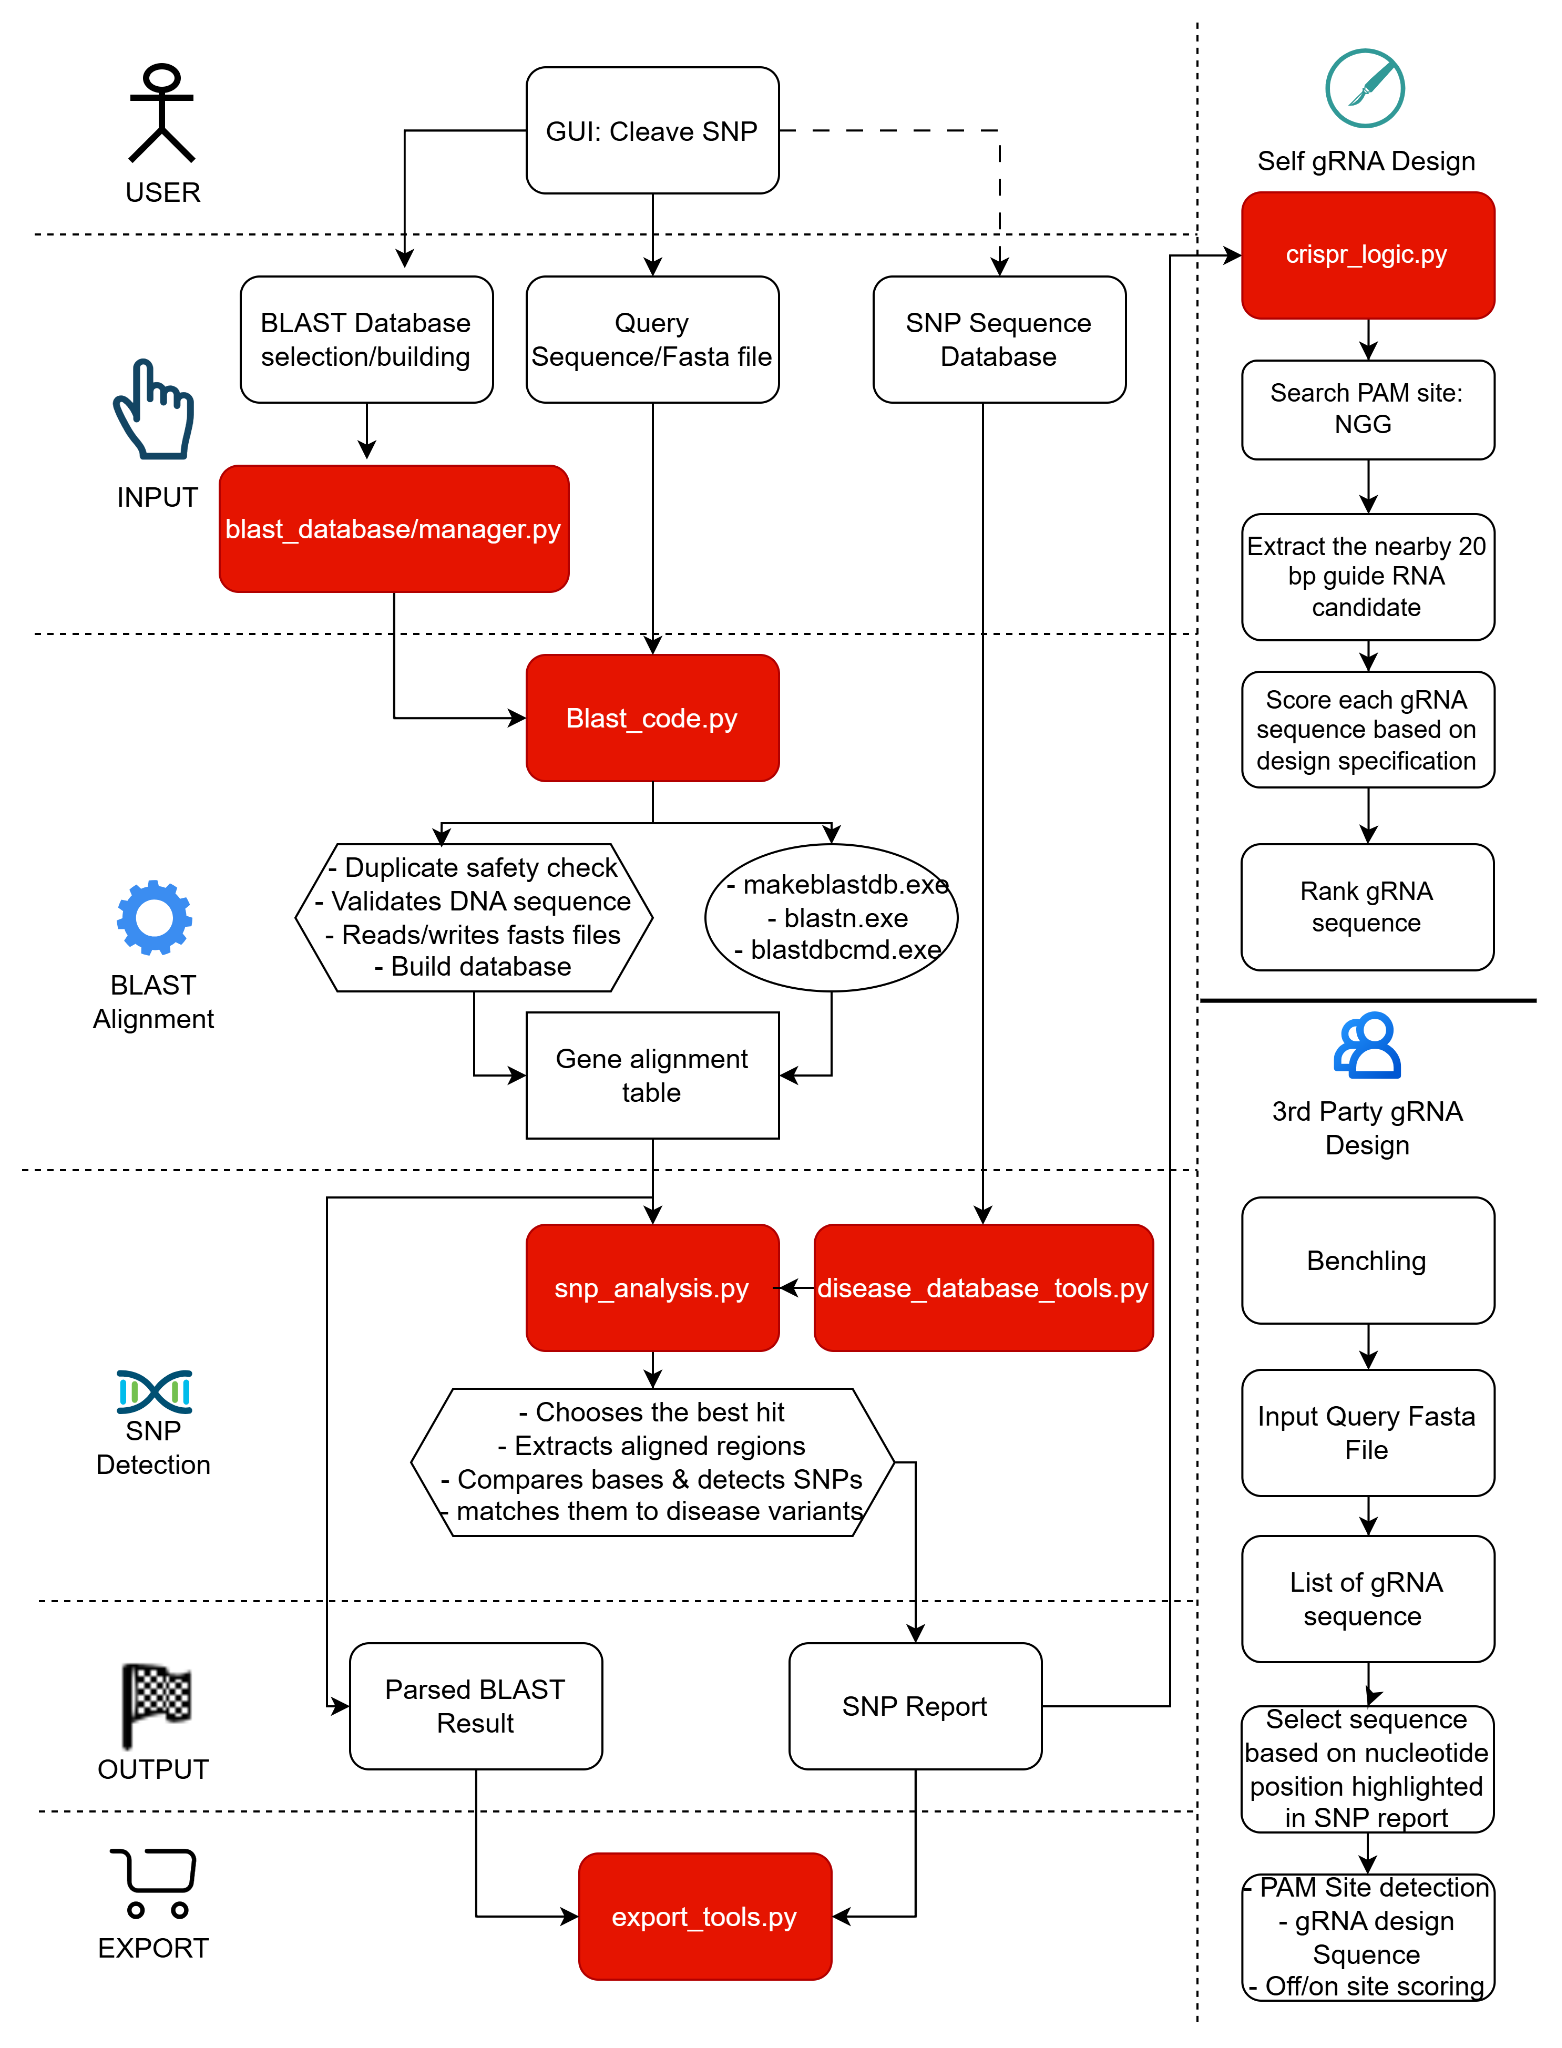 USER
GUI: Cleave SNP
INPUT
BLAST Database
selection/building
Query
Sequence/Fasta file
SNP Sequence
Database
blast_database/manager.py
BLAST
Alignment
Blast_code.py
- Duplicate safety check
- Validates DNA sequence
- Reads/writes fasts files
- Build database
- makeblastdb.exe
- blastn.exe
- blastdbcmd.exe
Gene alignment
table
SNP
Detection
snp_analysis.py
disease_database_tools.py
- Chooses the best hit
- Extracts aligned regions
- Compares bases & detects SNPs
- matches them to disease variants
OUTPUT
Parsed BLAST
Result
SNP Report
EXPORT
export_tools.py
Self gRNA Design
crispr_logic.py
Search PAM site:
NGG
Extract the nearby 20
bp guide RNA
candidate
Score each gRNA
sequence based on
design specification
Rank gRNA
sequence
3rd Party gRNA
Design
Benchling
Input Query Fasta
File
List of gRNA
sequence
Select sequence
based on nucleotide
position highlighted
in SNP report
- PAM Site detection
- gRNA design
Squence
- Off/on site scoring